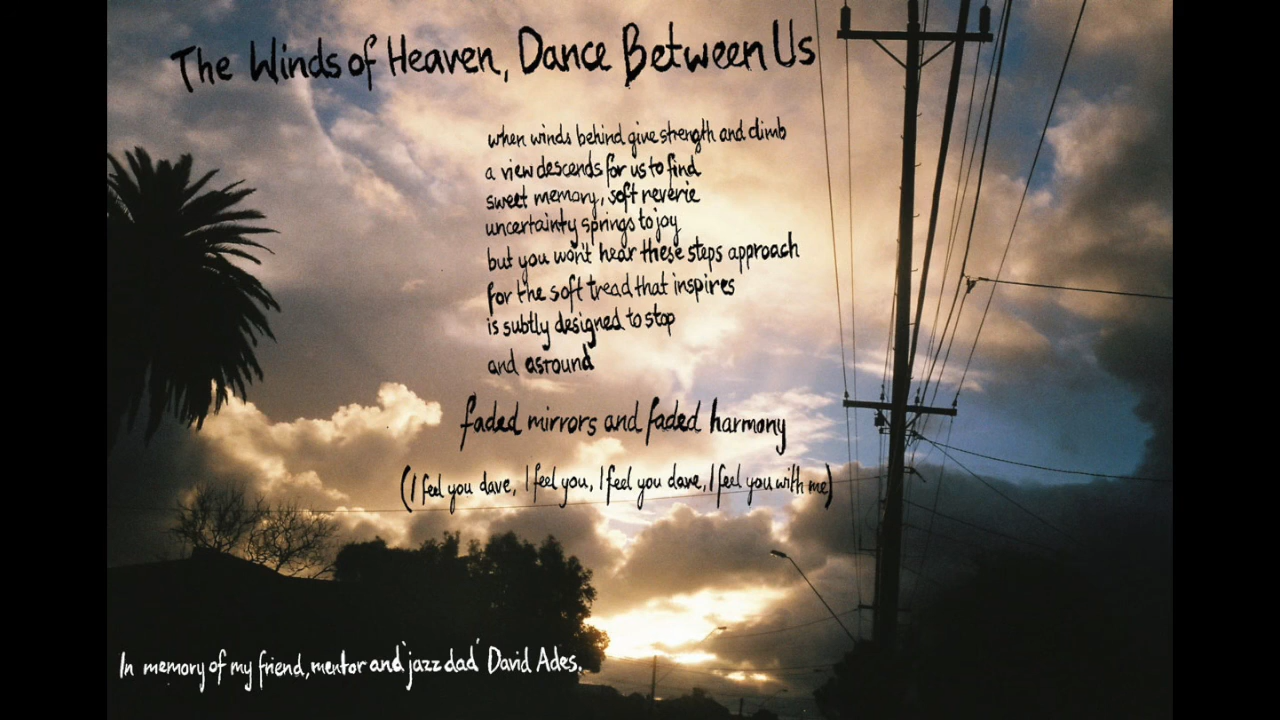 The Winds of Heaven, Dance Between Us
when winds behind give strength and climb
a view descends for us to find
sweet memory, soft reverie
uncertainty springs to joy
but you won't hear these steps approach
for the soft tread that inspires
is subtly designed to stop
and astound
faded mirrors and faded harmony
(I feel you dave, I feel you, I feel you dave, I feel you with me)
In memory of my friend, mentor and 'jazz dad' David Ades.